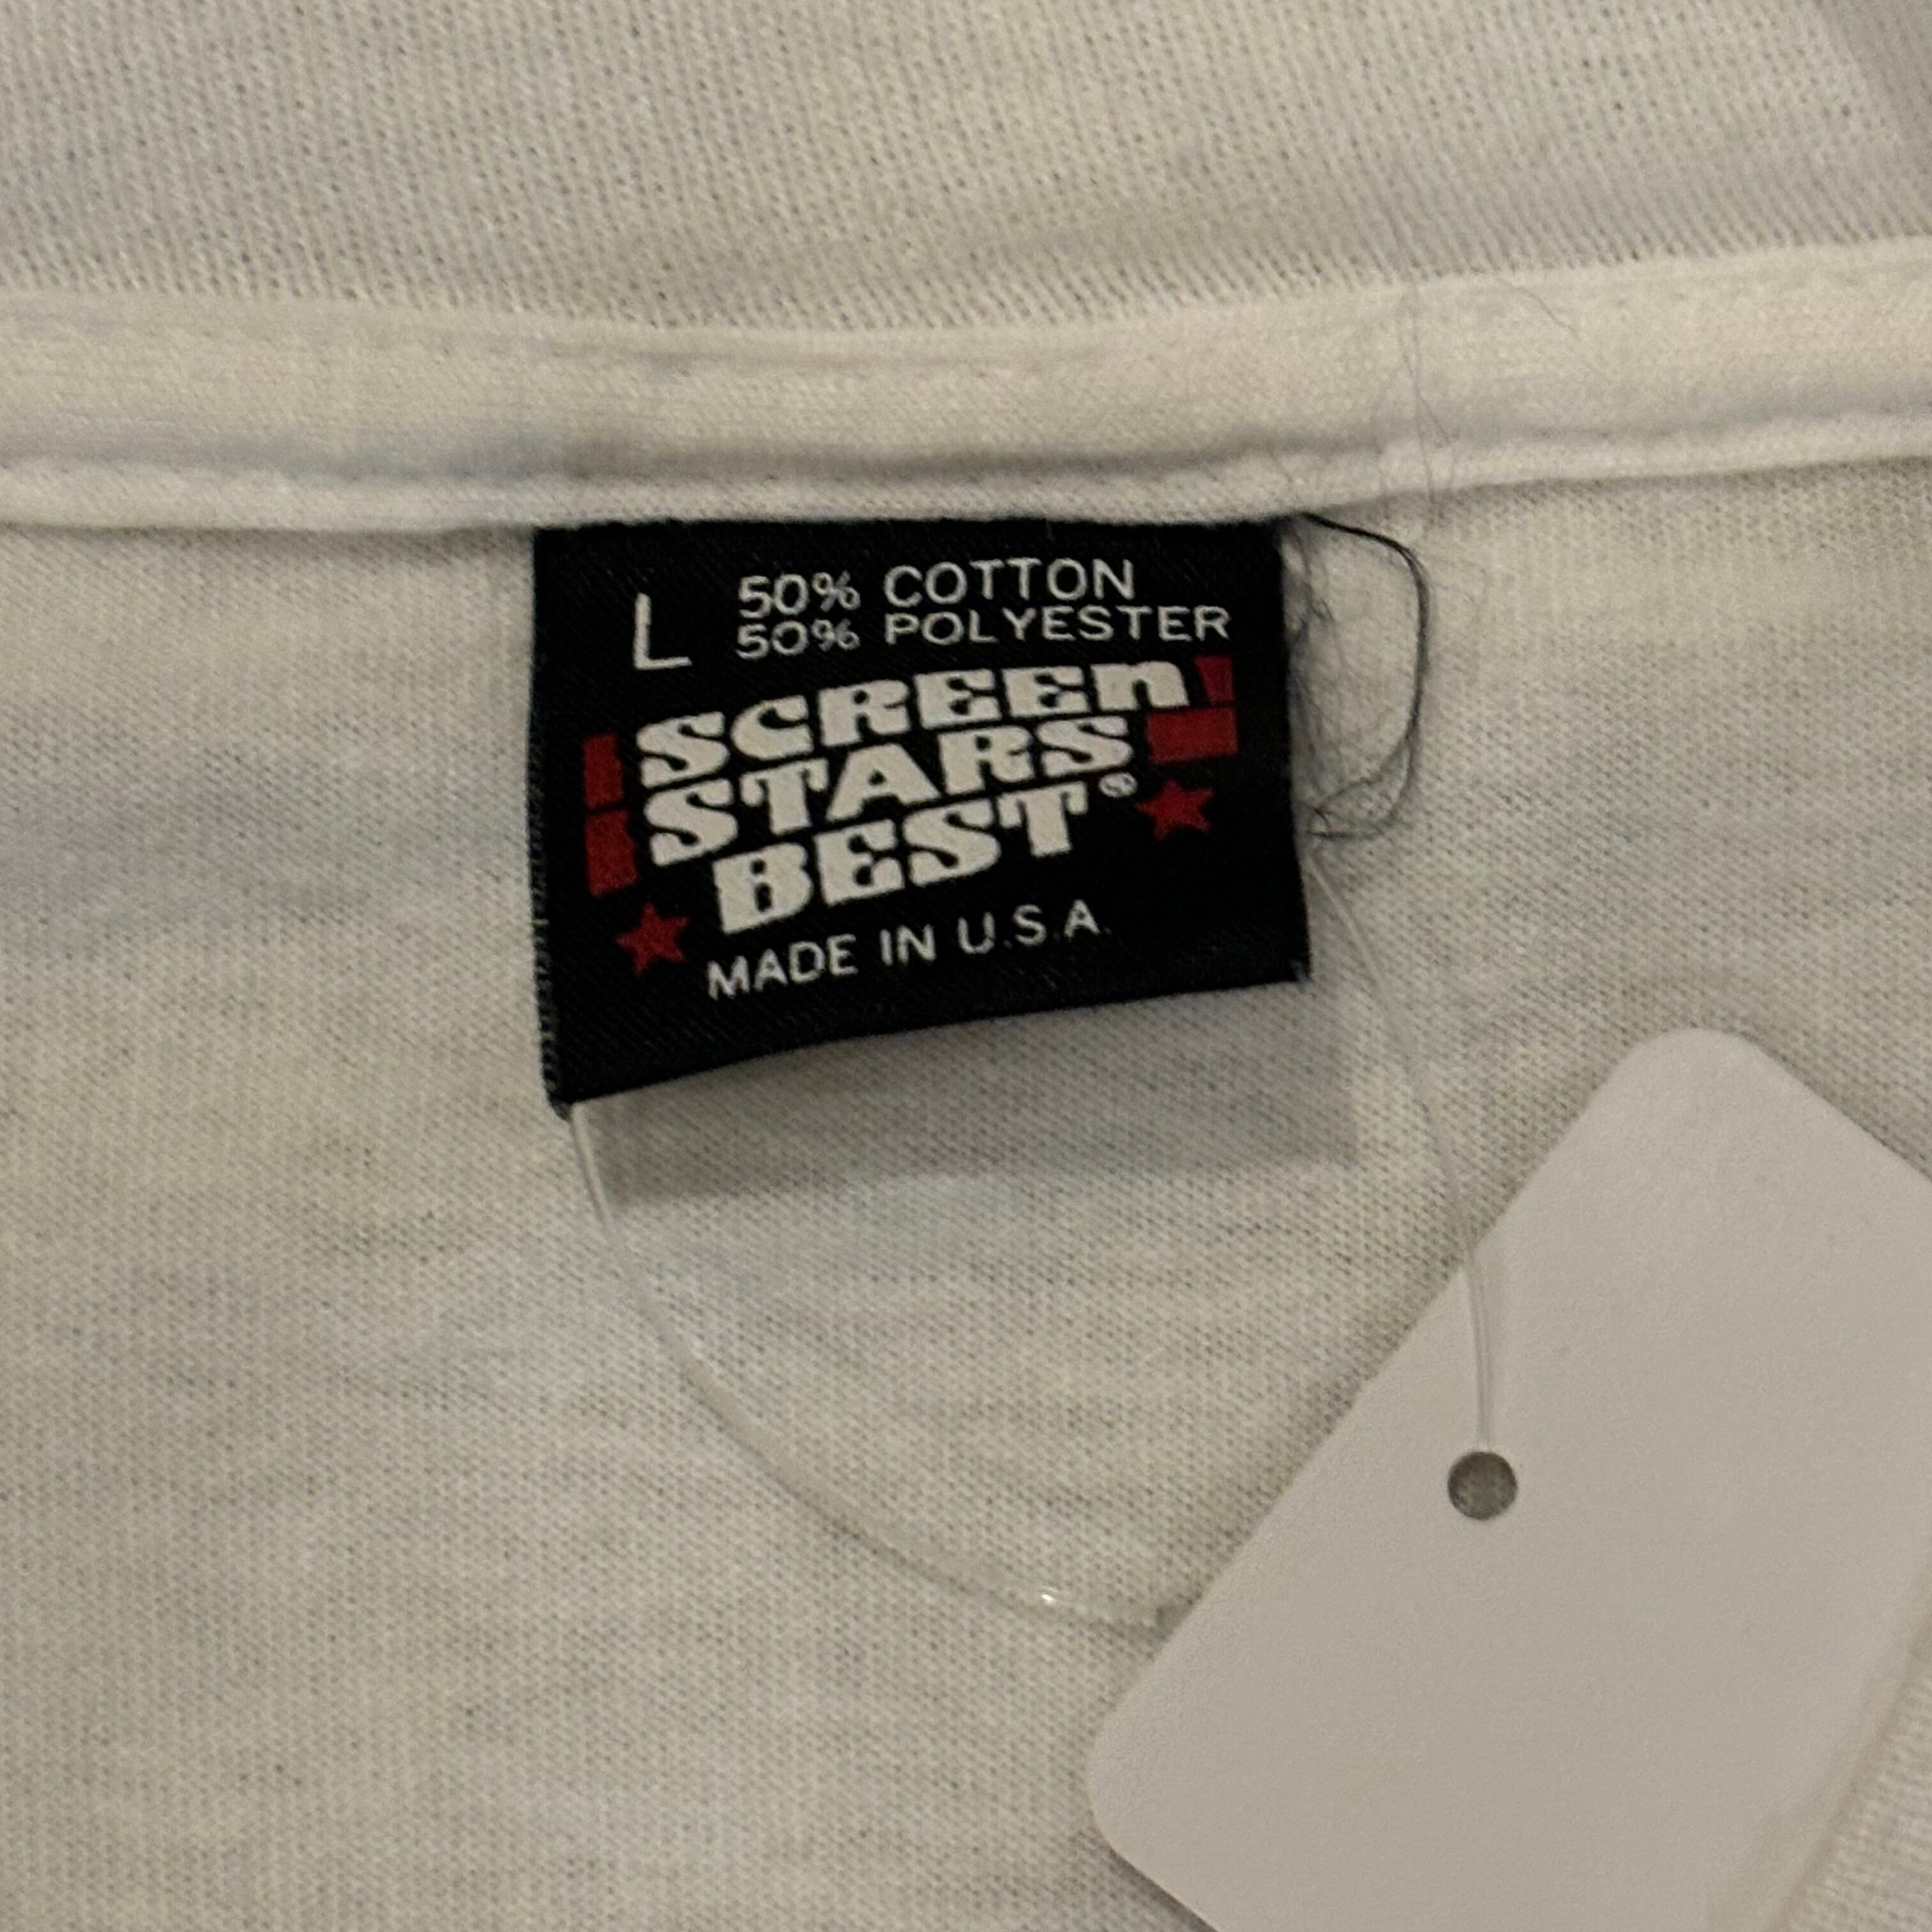 L 50% COTTON
50% POLYESTER
SCREEN
STARS
BEST®
MADE IN U.S.A.